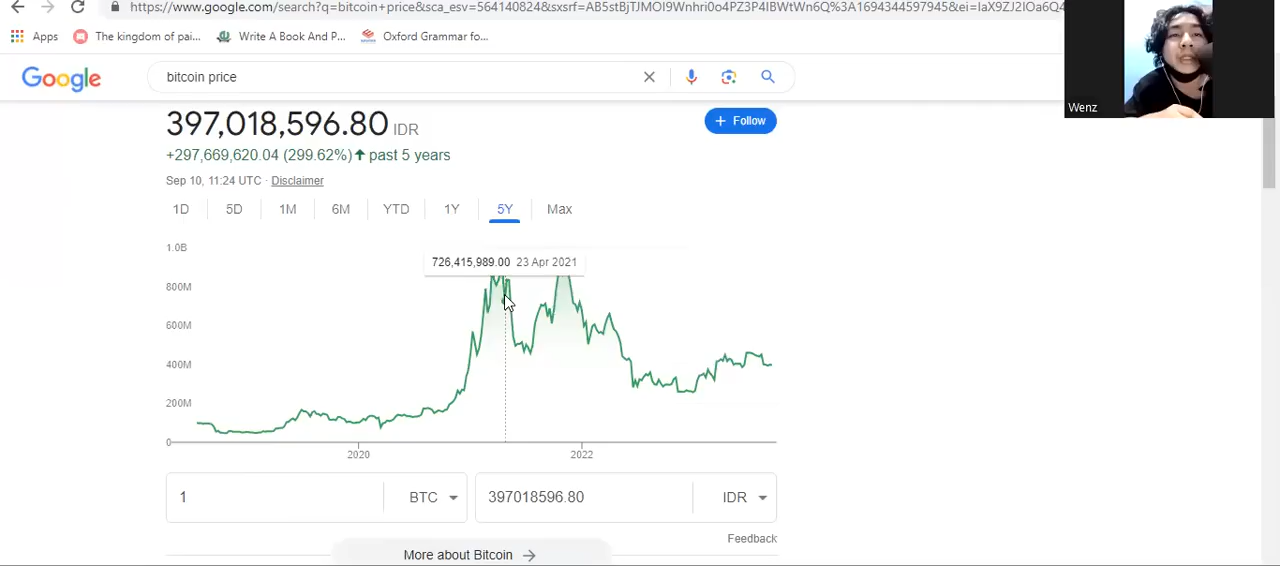 https://www.google.com/search?q=bitcoin+price&sca_esv=564140824&sxsrf=AB5stBjTJMOI9Wnhri0o4PZ3P4IBWtWn6Q%3A1694344597945&ei=laX9ZJ2IOa6Q4
Apps The kingdom of pai... Write A Book And P... Oxford Grammar fo...
Google bitcoin price
Wenz
397,018,596.80 IDR
+ Follow
+297,669,620.04 (299.62%) past 5 years
Sep 10, 11:24 UTC · Disclaimer
1D 5D 1M 6M YTD 1Y 5Y Max
1.0B
726,415,989.00 23 Apr 2021
800M
600M
400M
200M
0
2020 2022
1 BTC 397018596.80 IDR
Feedback
More about Bitcoin